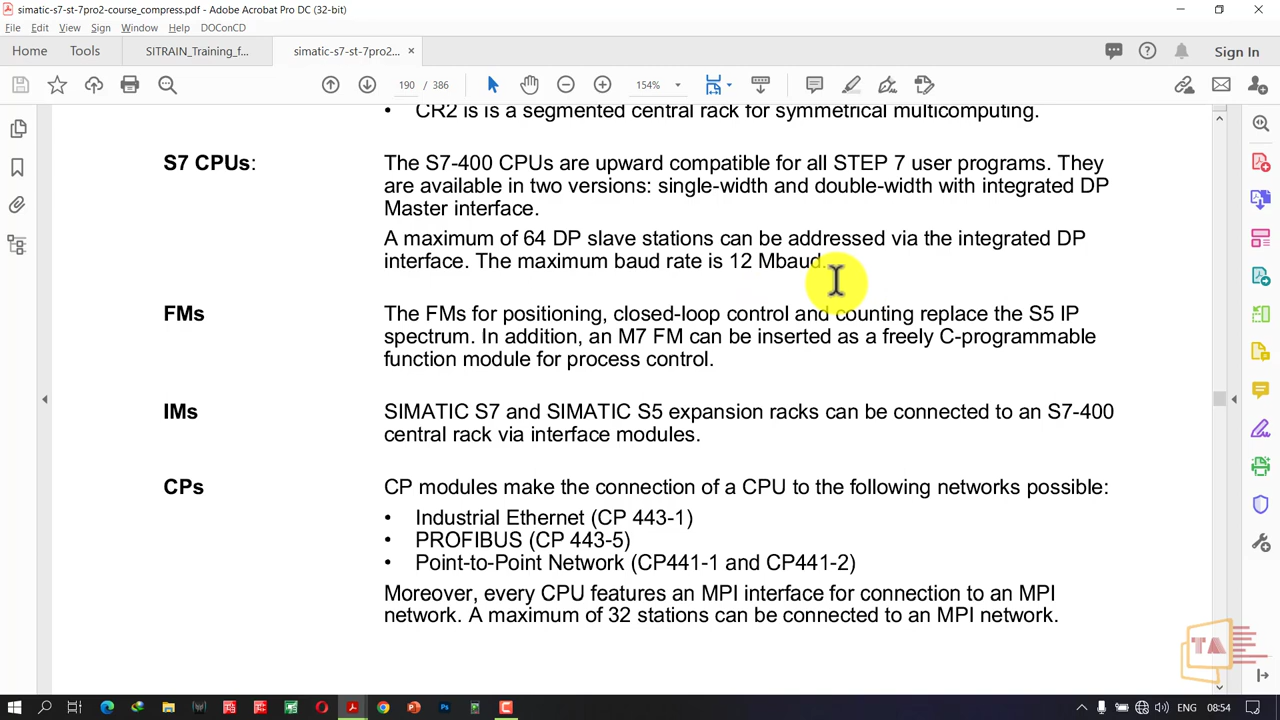 simatic-s7-st-7pro2-course_compress.pdf - Adobe Acrobat Pro DC (32-bit)
File Edit View Sign Window Help DOConCD
Home Tools SITRAIN_Training_f... simatic-s7-st-7pro2... Sign In
190 / 386 154%
• CR2 is is a segmented central rack for symmetrical multicomputing.
S7 CPUs: The S7-400 CPUs are upward compatible for all STEP 7 user programs. They
are available in two versions: single-width and double-width with integrated DP
Master interface.
A maximum of 64 DP slave stations can be addressed via the integrated DP
interface. The maximum baud rate is 12 Mbaud.
FMs The FMs for positioning, closed-loop control and counting replace the S5 IP
spectrum. In addition, an M7 FM can be inserted as a freely C-programmable
function module for process control.
IMs SIMATIC S7 and SIMATIC S5 expansion racks can be connected to an S7-400
central rack via interface modules.
CPs CP modules make the connection of a CPU to the following networks possible:
• Industrial Ethernet (CP 443-1)
• PROFIBUS (CP 443-5)
• Point-to-Point Network (CP441-1 and CP441-2)
Moreover, every CPU features an MPI interface for connection to an MPI
network. A maximum of 32 stations can be connected to an MPI network.
TA
ENG 08:54